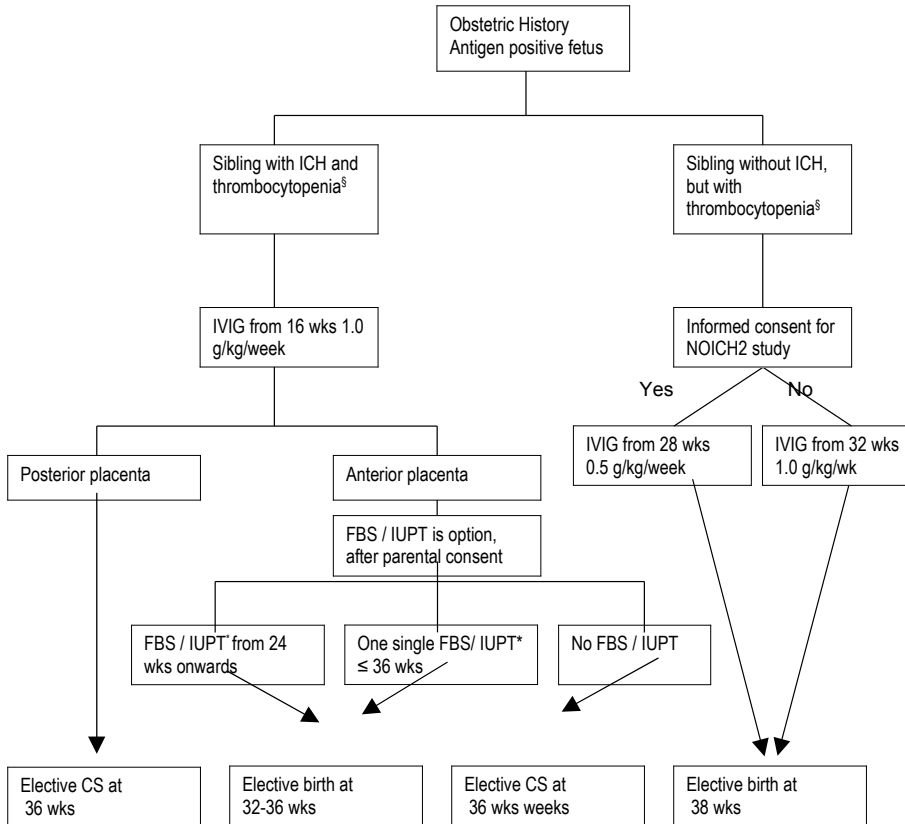 Obstetric History
Antigen positive fetus
Sibling with ICH and
thrombocytopenia§
Sibling without ICH,
but with
thrombocytopenia§
IVIG from 16 wks 1.0
g/kg/week
Informed consent for
NOICH2 study
Yes
No
IVIG from 28 wks
0.5 g/kg/week
IVIG from 32 wks
1.0 g/kg/wk
Posterior placenta
Anterior placenta
FBS / IUPT is option,
after parental consent
FBS / IUPT* from 24
wks onwards
One single FBS/ IUPT*
≤ 36 wks
No FBS / IUPT
Elective CS at
36 wks
Elective birth at
32-36 wks
Elective CS at
36 wks weeks
Elective birth at
38 wks